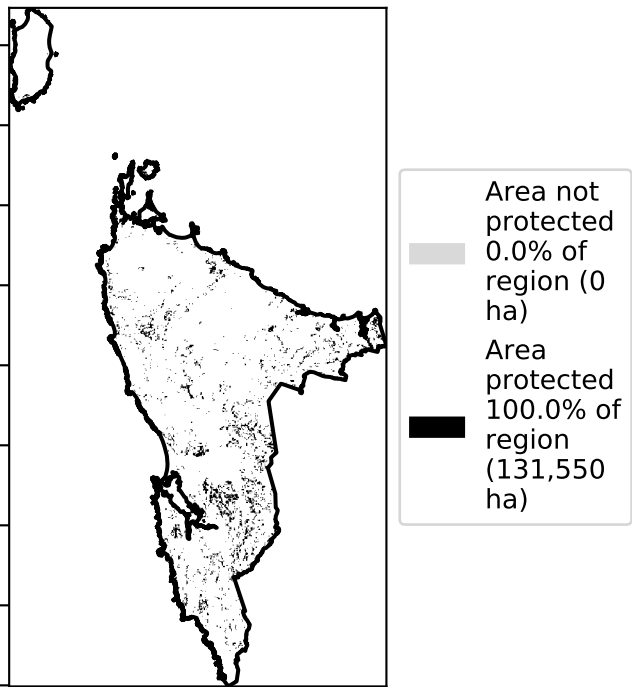 Area not
protected
0.0% of
region (0
ha)
Area
protected
100.0% of
region
(131,550
ha)